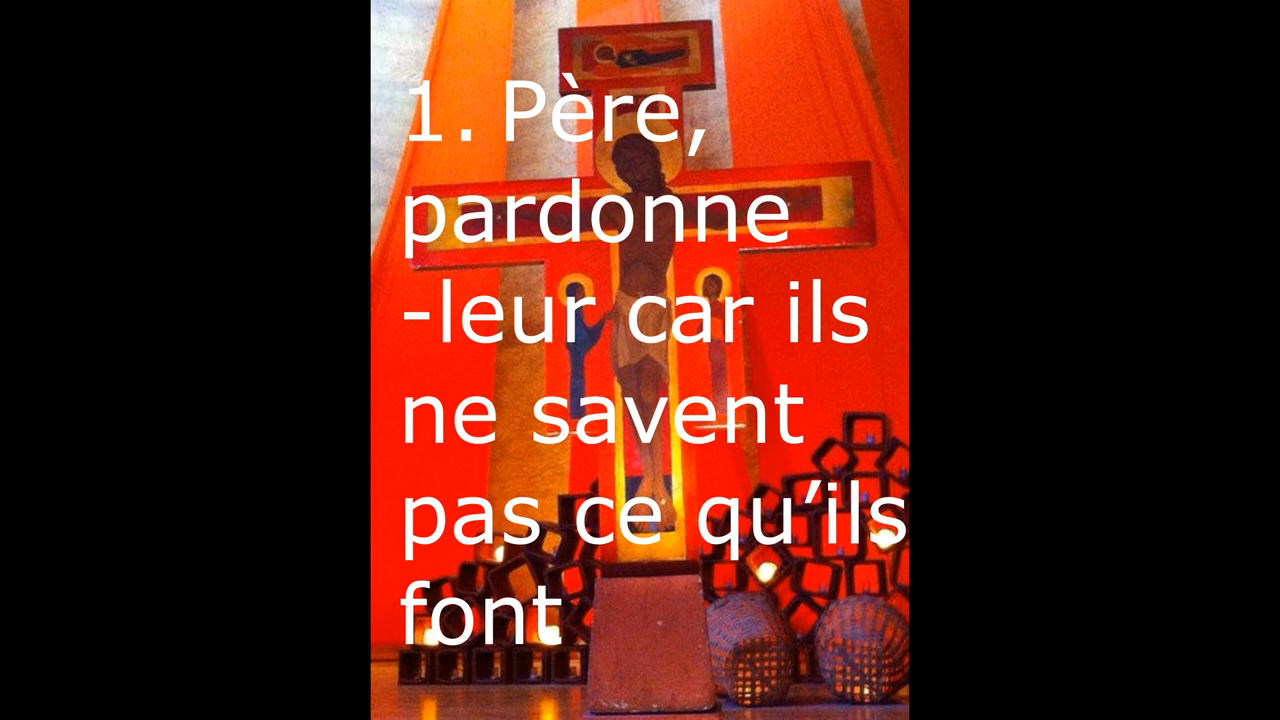 1. Père,
pardonne
-leur car ils
ne savent
pas ce qu’ils
font